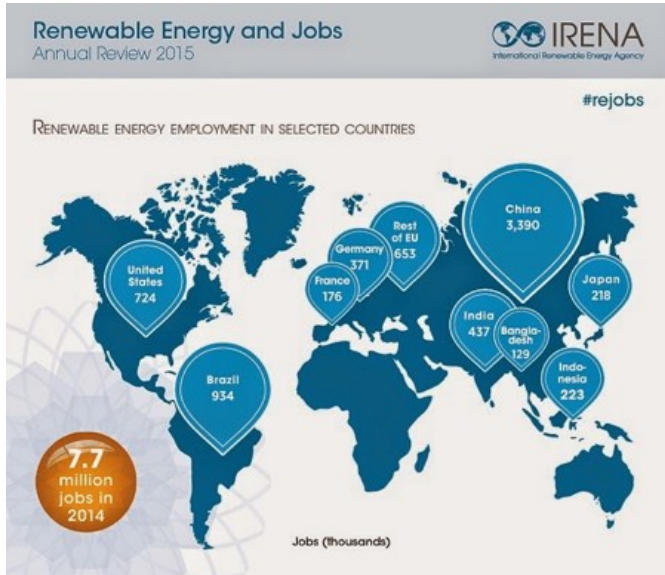 Renewable Energy and Jobs
Annual Review 2015
IRENA
International Renewable Energy Agency
#rejobs
RENEWABLE ENERGY EMPLOYMENT IN SELECTED COUNTRIES
China
3,390
Rest
of EU
653
Germany
371
France
176
United
States
724
Japan
218
India
437
Bangla-
desh
129
Indo-
nesia
223
Brazil
934
7.7
million
jobs in
2014
Jobs (thousands)